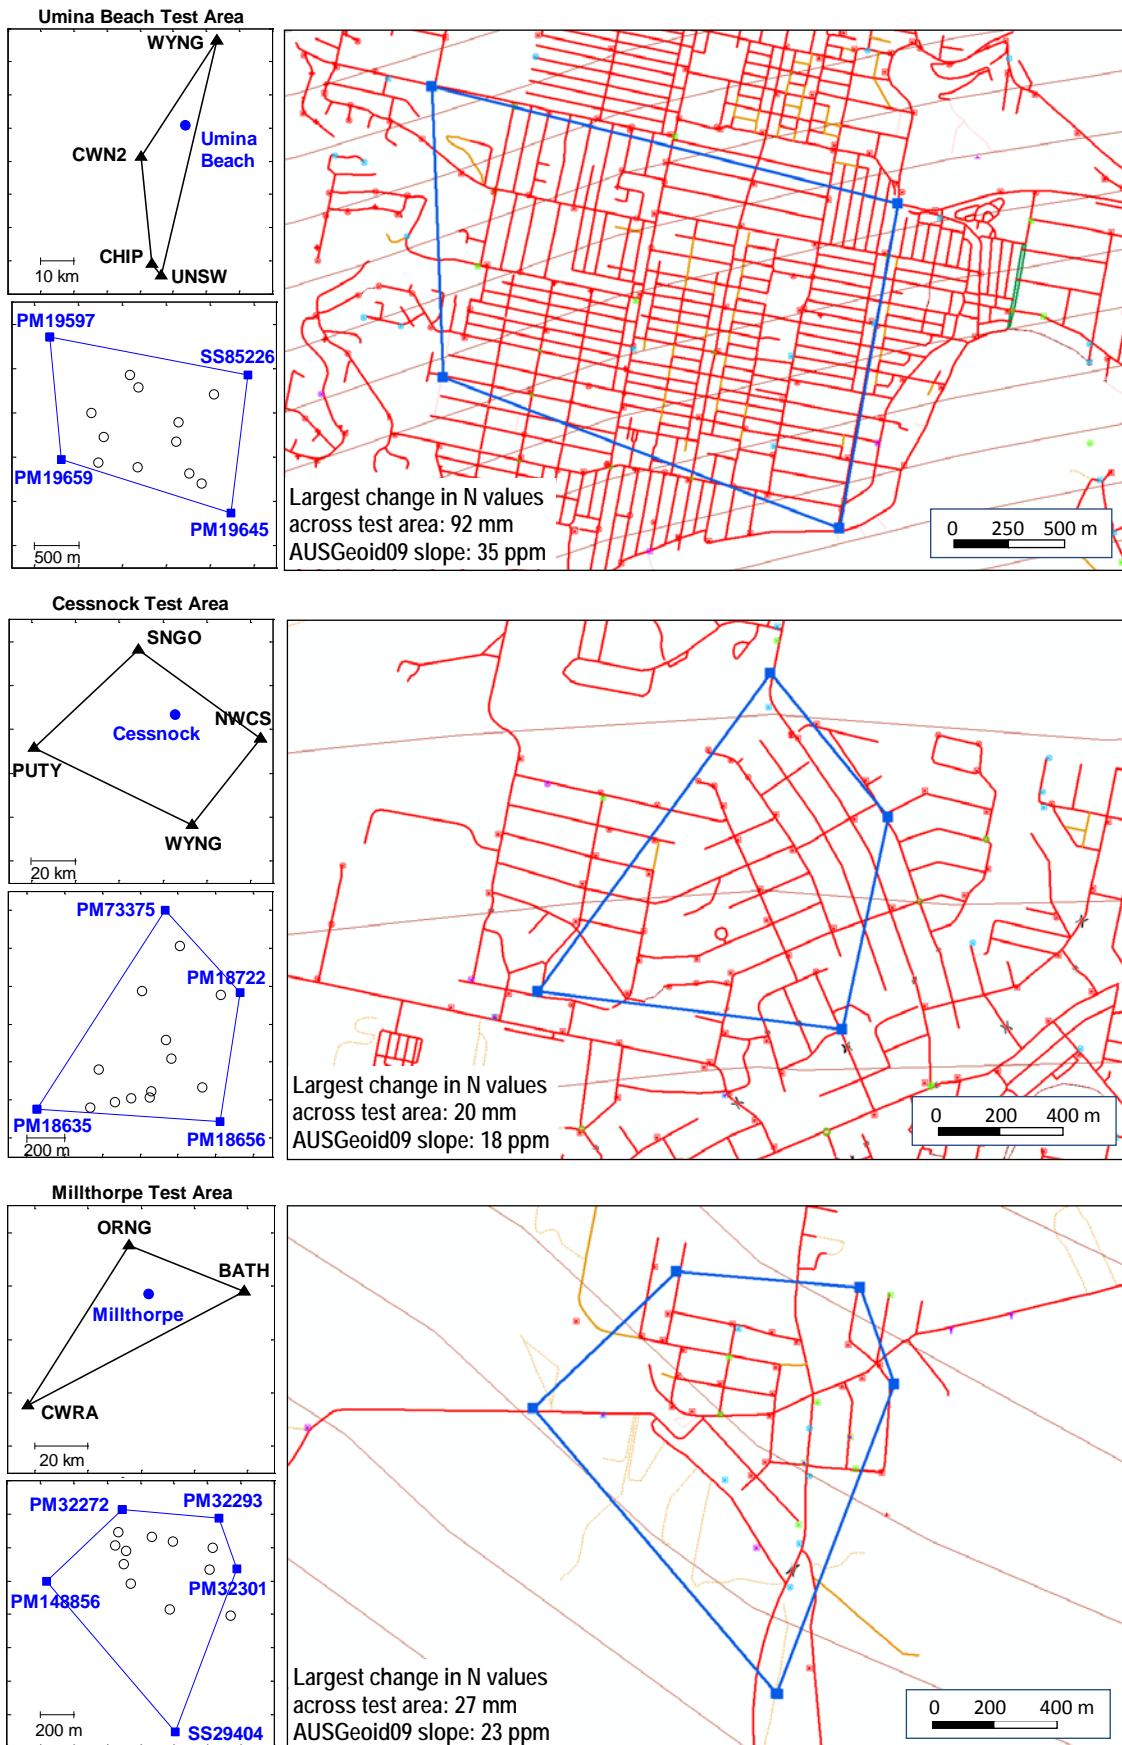 Umina Beach Test Area
WYNG
Umina
Beach
CWN2
CHIP
UNSW
10 km
PM19597
SS85226
PM19659
PM19645
500 m
Largest change in N values
across test area: 92 mm
AUSGeoid09 slope: 35 ppm
0 250 500 m
Cessnock Test Area
SNGO
NWCS
Cessnock
PUTY
WYNG
20 km
PM73375
PM18722
PM18635
PM18656
200 m
Largest change in N values
across test area: 20 mm
AUSGeoid09 slope: 18 ppm
0 200 400 m
Millthorpe Test Area
ORNG
BATH
Millthorpe
CWRA
20 km
PM32272
PM32293
PM32301
PM148856
SS29404
200 m
Largest change in N values
across test area: 27 mm
AUSGeoid09 slope: 23 ppm
0 200 400 m